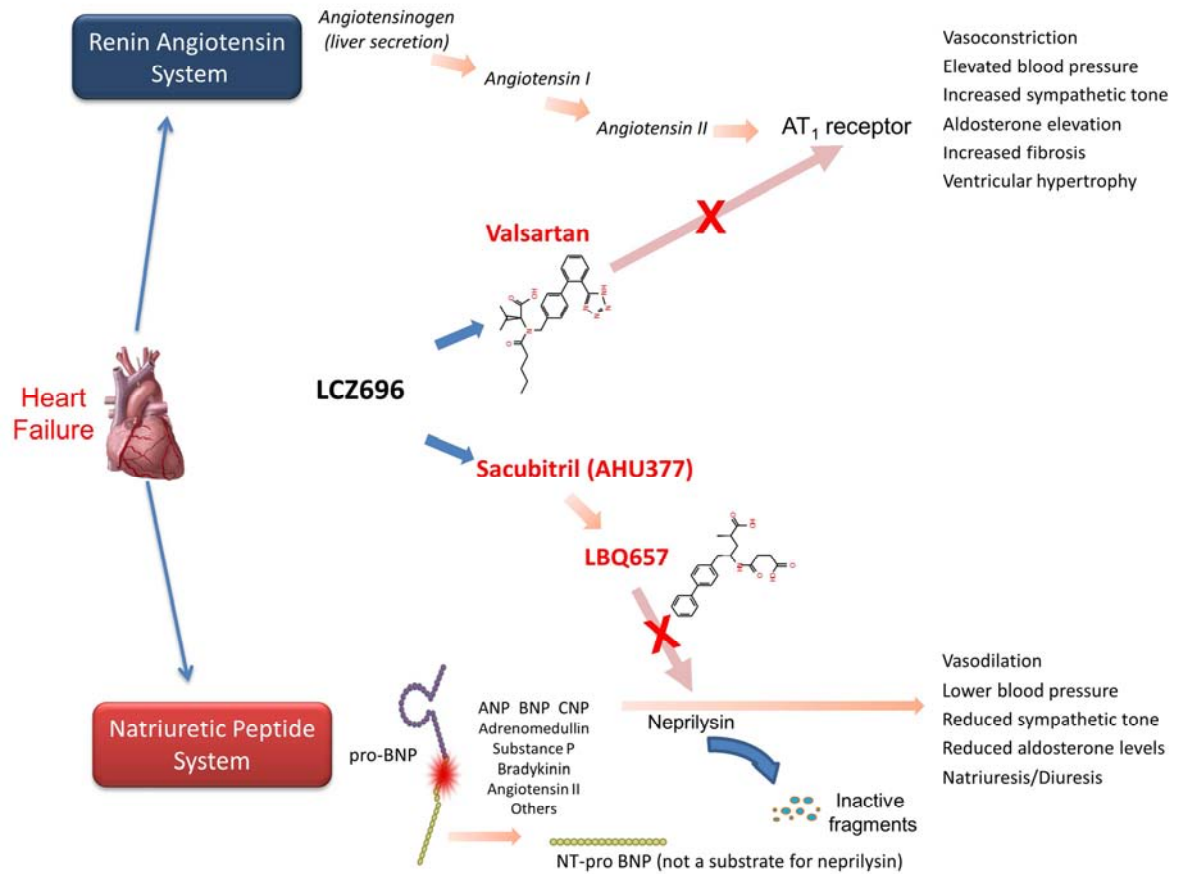 Renin Angiotensin
System
Angiotensinogen
(liver secretion)
Angiotensin I
Angiotensin II
AT1 receptor
Vasoconstriction
Elevated blood pressure
Increased sympathetic tone
Aldosterone elevation
Increased fibrosis
Ventricular hypertrophy
X
Valsartan
Heart
Failure
LCZ696
Sacubitril (AHU377)
LBQ657
X
Natriuretic Peptide
System
pro-BNP
ANP BNP CNP
Adrenomedullin
Substance P
Bradykinin
Angiotensin II
Others
Neprilysin
Inactive
fragments
NT-pro BNP (not a substrate for neprilysin)
Vasodilation
Lower blood pressure
Reduced sympathetic tone
Reduced aldosterone levels
Natriuresis/Diuresis